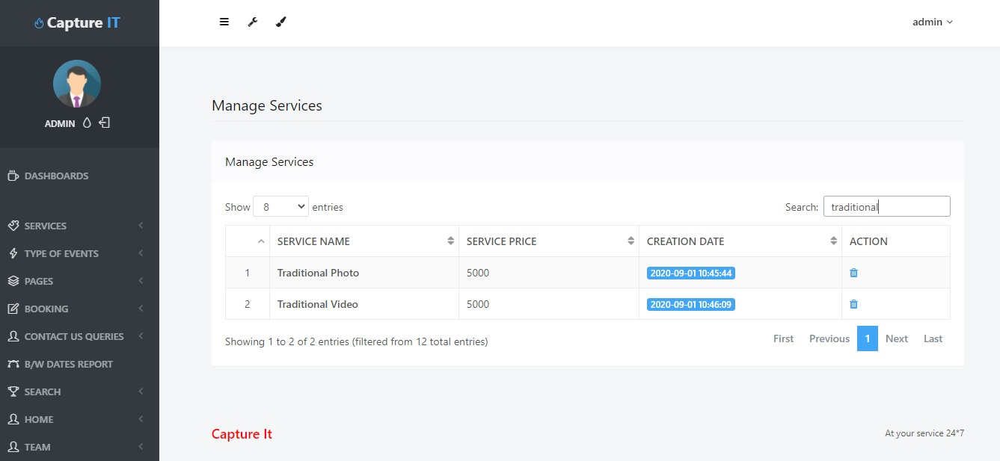 Capture IT
admin
ADMIN
DASHBOARDS
SERVICES
TYPE OF EVENTS
PAGES
BOOKING
CONTACT US QUERIES
B/W DATES REPORT
SEARCH
HOME
TEAM
Manage Services
Manage Services
Show 8 entries Search: traditional
SERVICE NAME SERVICE PRICE CREATION DATE ACTION
1 Traditional Photo 5000 2020-09-01 10:45:44
2 Traditional Video 5000 2020-09-01 10:46:09
Showing 1 to 2 of 2 entries (filtered from 12 total entries) First Previous 1 Next Last
Capture It At your service 24*7